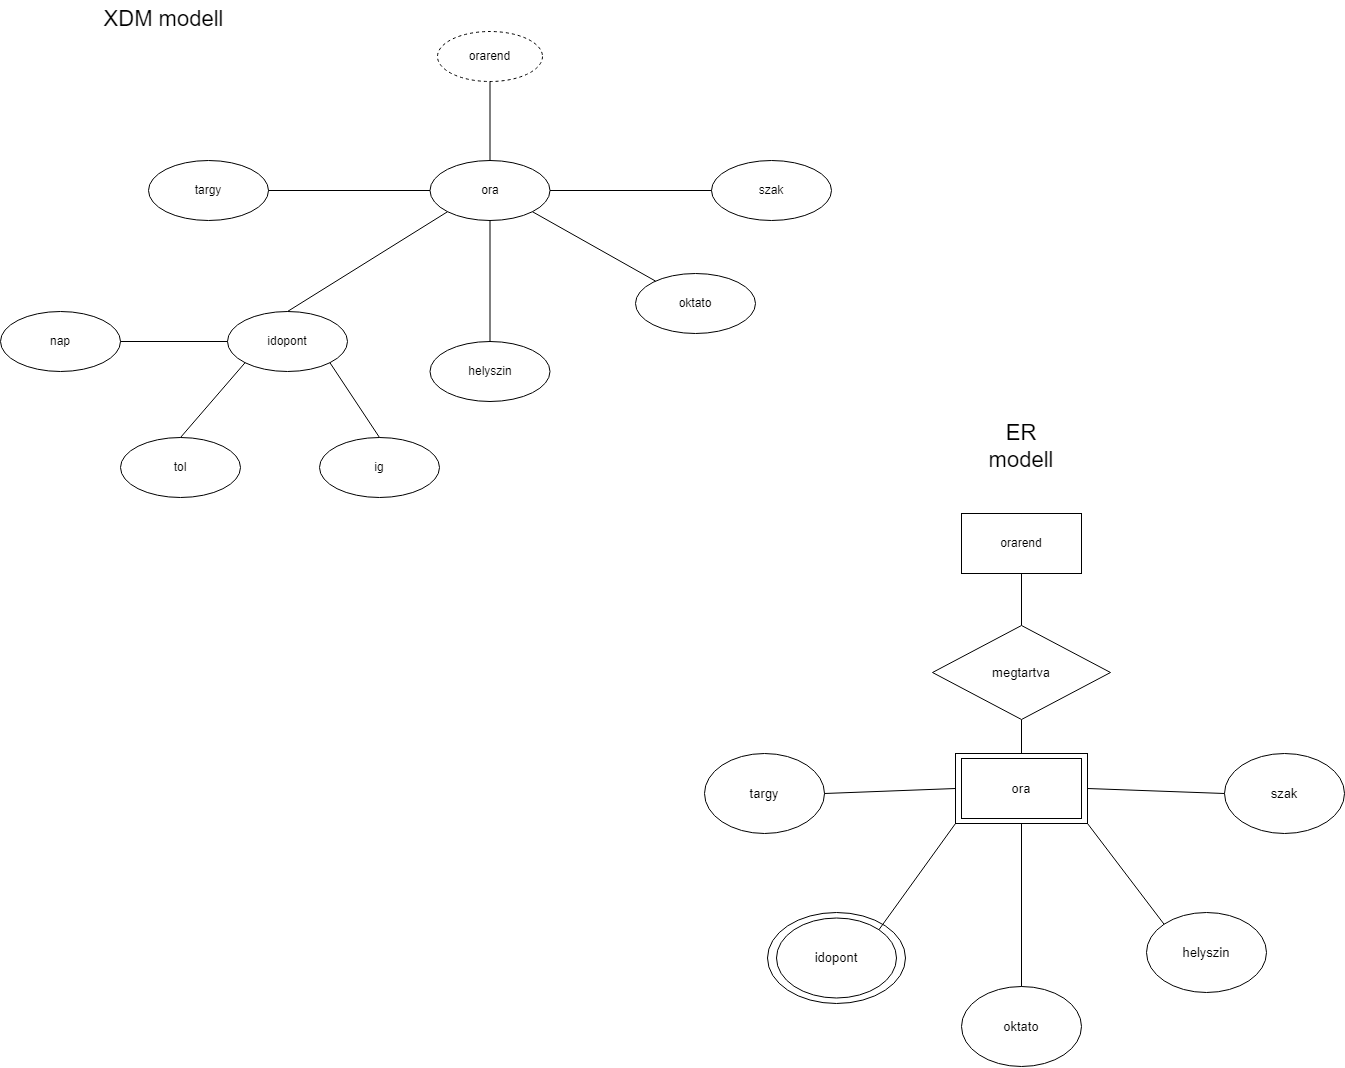 XDM modell
orarend
targy
ora
szak
oktato
nap
idopont
helyszin
tol
ig
ER
modell
orarend
megtartva
targy
ora
szak
idopont
helyszin
oktato